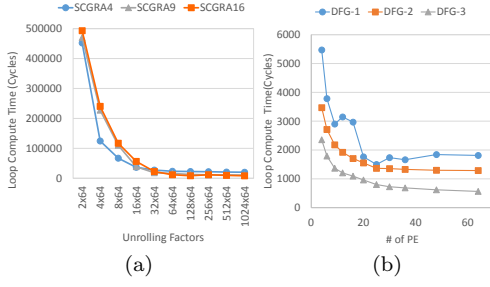 SCGRA4 SCGRA9 SCGRA16
Loop Compute Time (Cycles)
500000
400000
300000
200000
100000
0
2x64
4x64
8x64
16x64
32x64
64x64
128x64
256x64
512x64
1024x64
Unrolling Factors
(a)
DFG-1 DFG-2 DFG-3
Loop Compute Time(Cycles)
6000
5000
4000
3000
2000
1000
0
0 20 40 60
# of PE
(b)